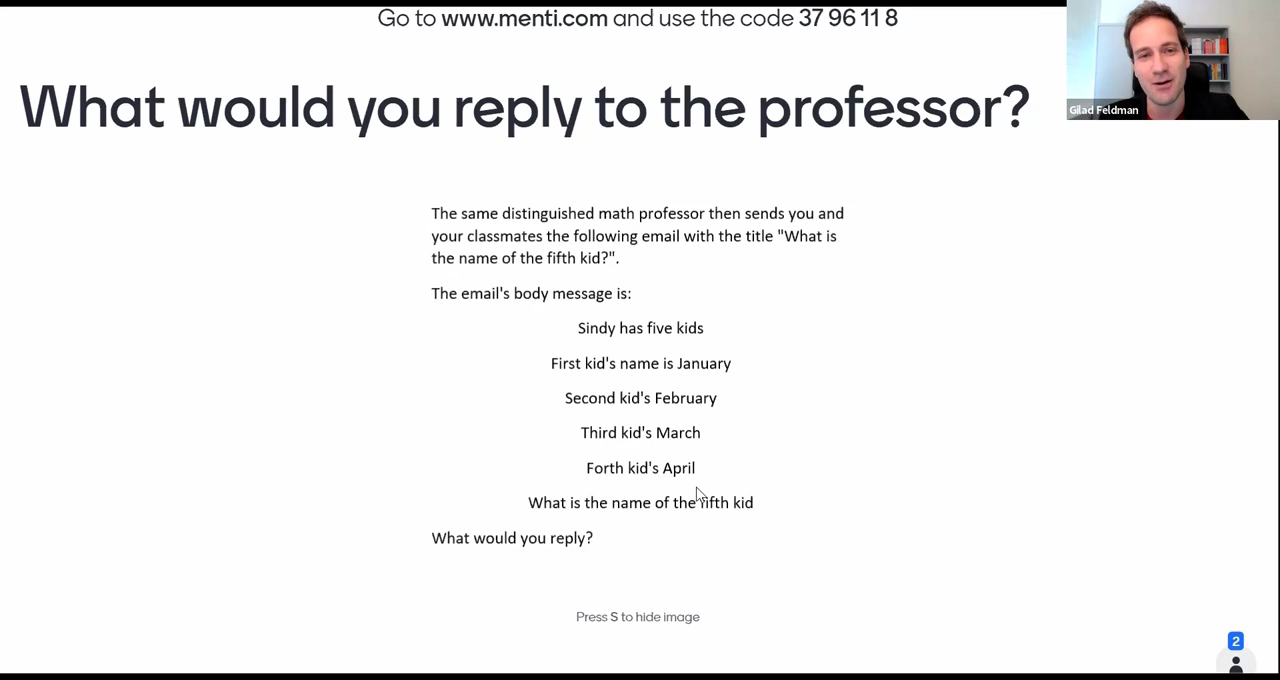 Go to www.menti.com and use the code 37 96 11 8
Gilad Feldman
What would you reply to the professor?
The same distinguished math professor then sends you and
your classmates the following email with the title "What is
the name of the fifth kid?".
The email's body message is:
Sindy has five kids
First kid's name is January
Second kid's February
Third kid's March
Forth kid's April
What is the name of the fifth kid
What would you reply?
Press S to hide image
2